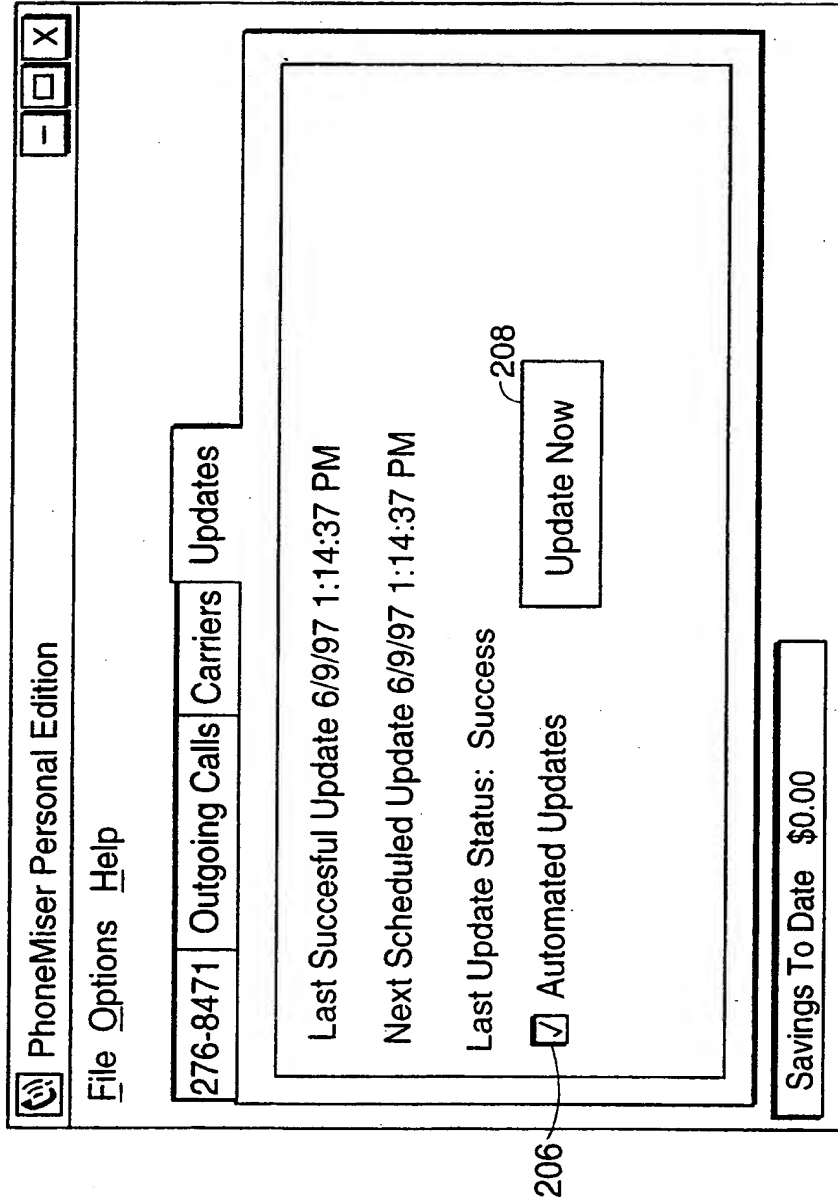 PhoneMiser Personal Edition
File Options Help
276-8471 Outgoing Calls Carriers Updates
Last Succesful Update 6/9/97 1:14:37 PM
Next Scheduled Update 6/9/97 1:14:37 PM
Last Update Status: Success
206 Automated Updates
208
Update Now
Savings To Date $0.00